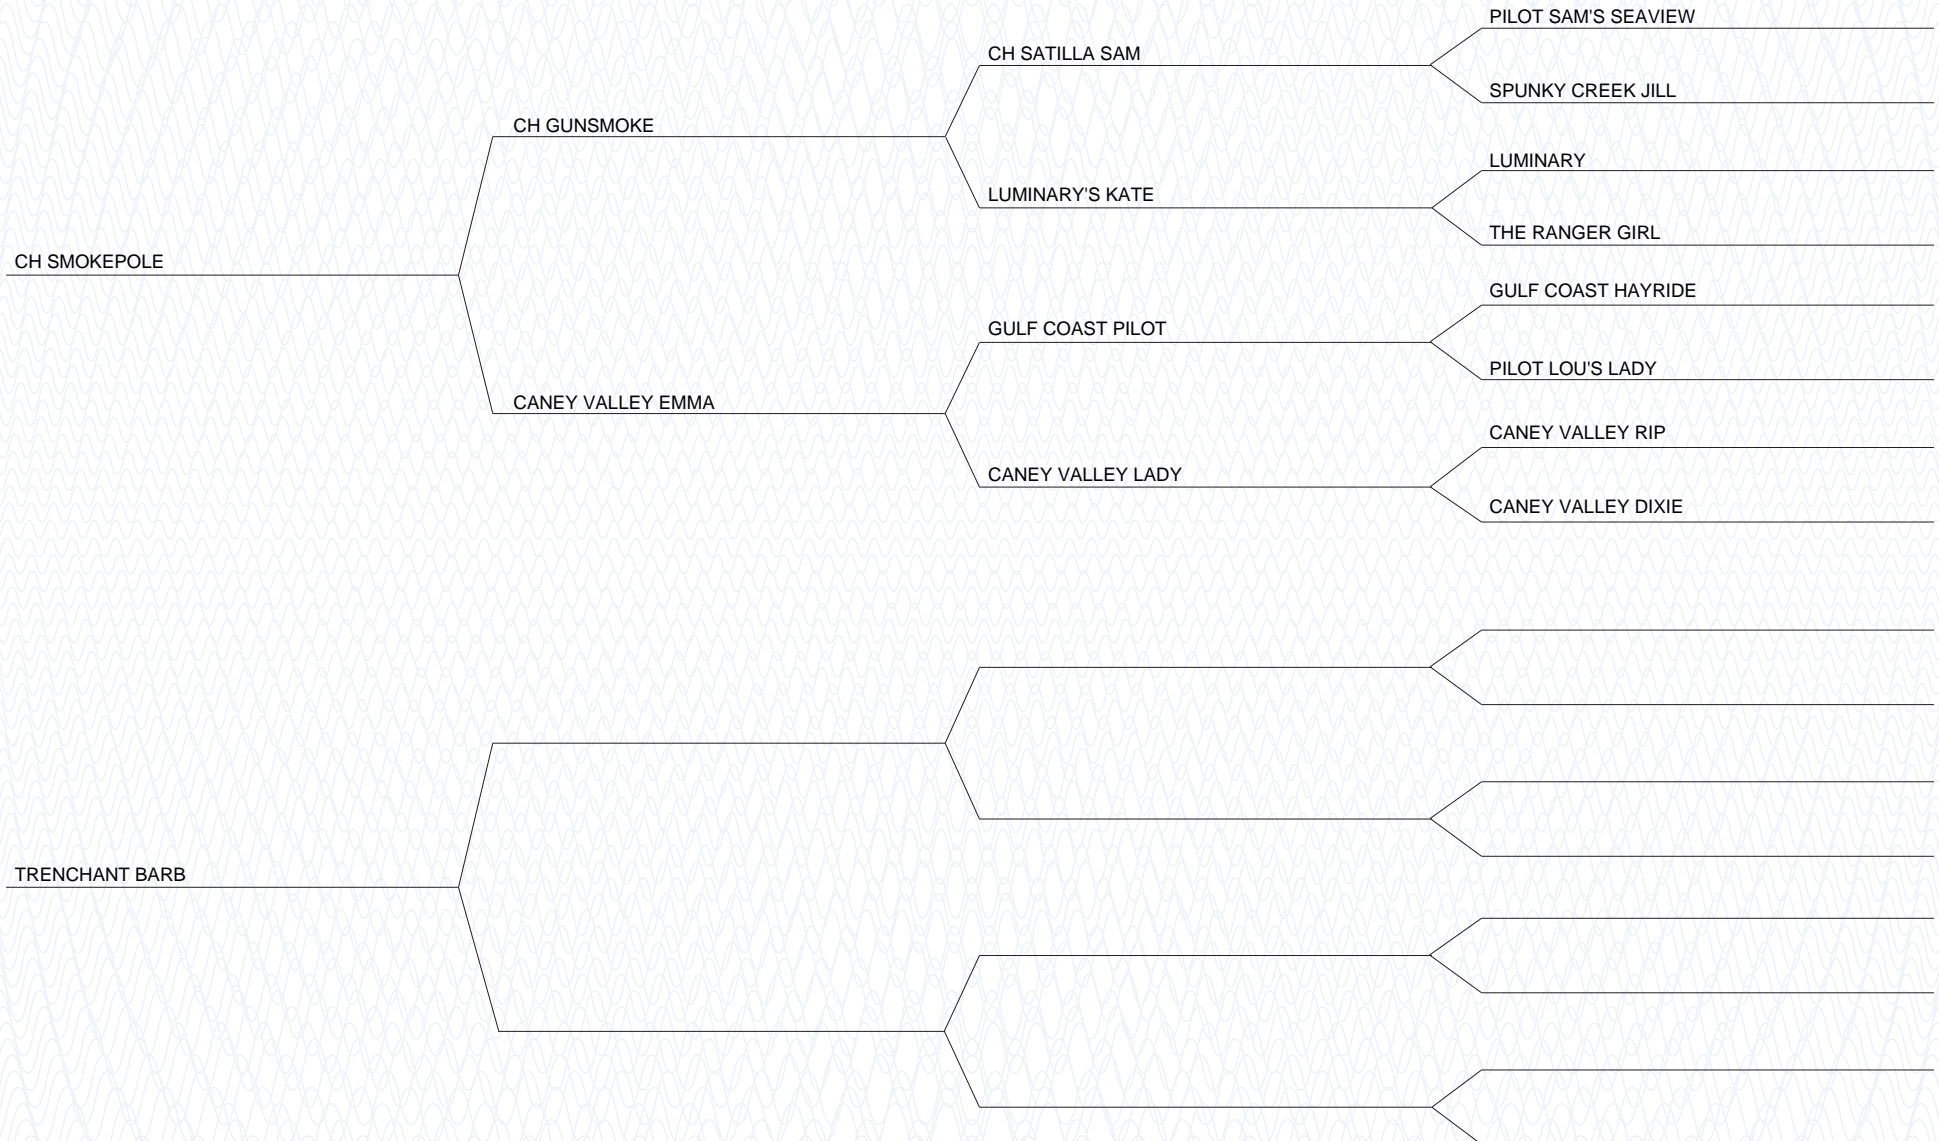 PILOT SAM'S SEAVIEW
CH SATILLA SAM
SPUNKY CREEK JILL
CH GUNSMOKE
LUMINARY
LUMINARY'S KATE
THE RANGER GIRL
CH SMOKEPOLE
GULF COAST HAYRIDE
GULF COAST PILOT
PILOT LOU'S LADY
CANEY VALLEY EMMA
CANEY VALLEY RIP
CANEY VALLEY LADY
CANEY VALLEY DIXIE
TRENCHANT BARB